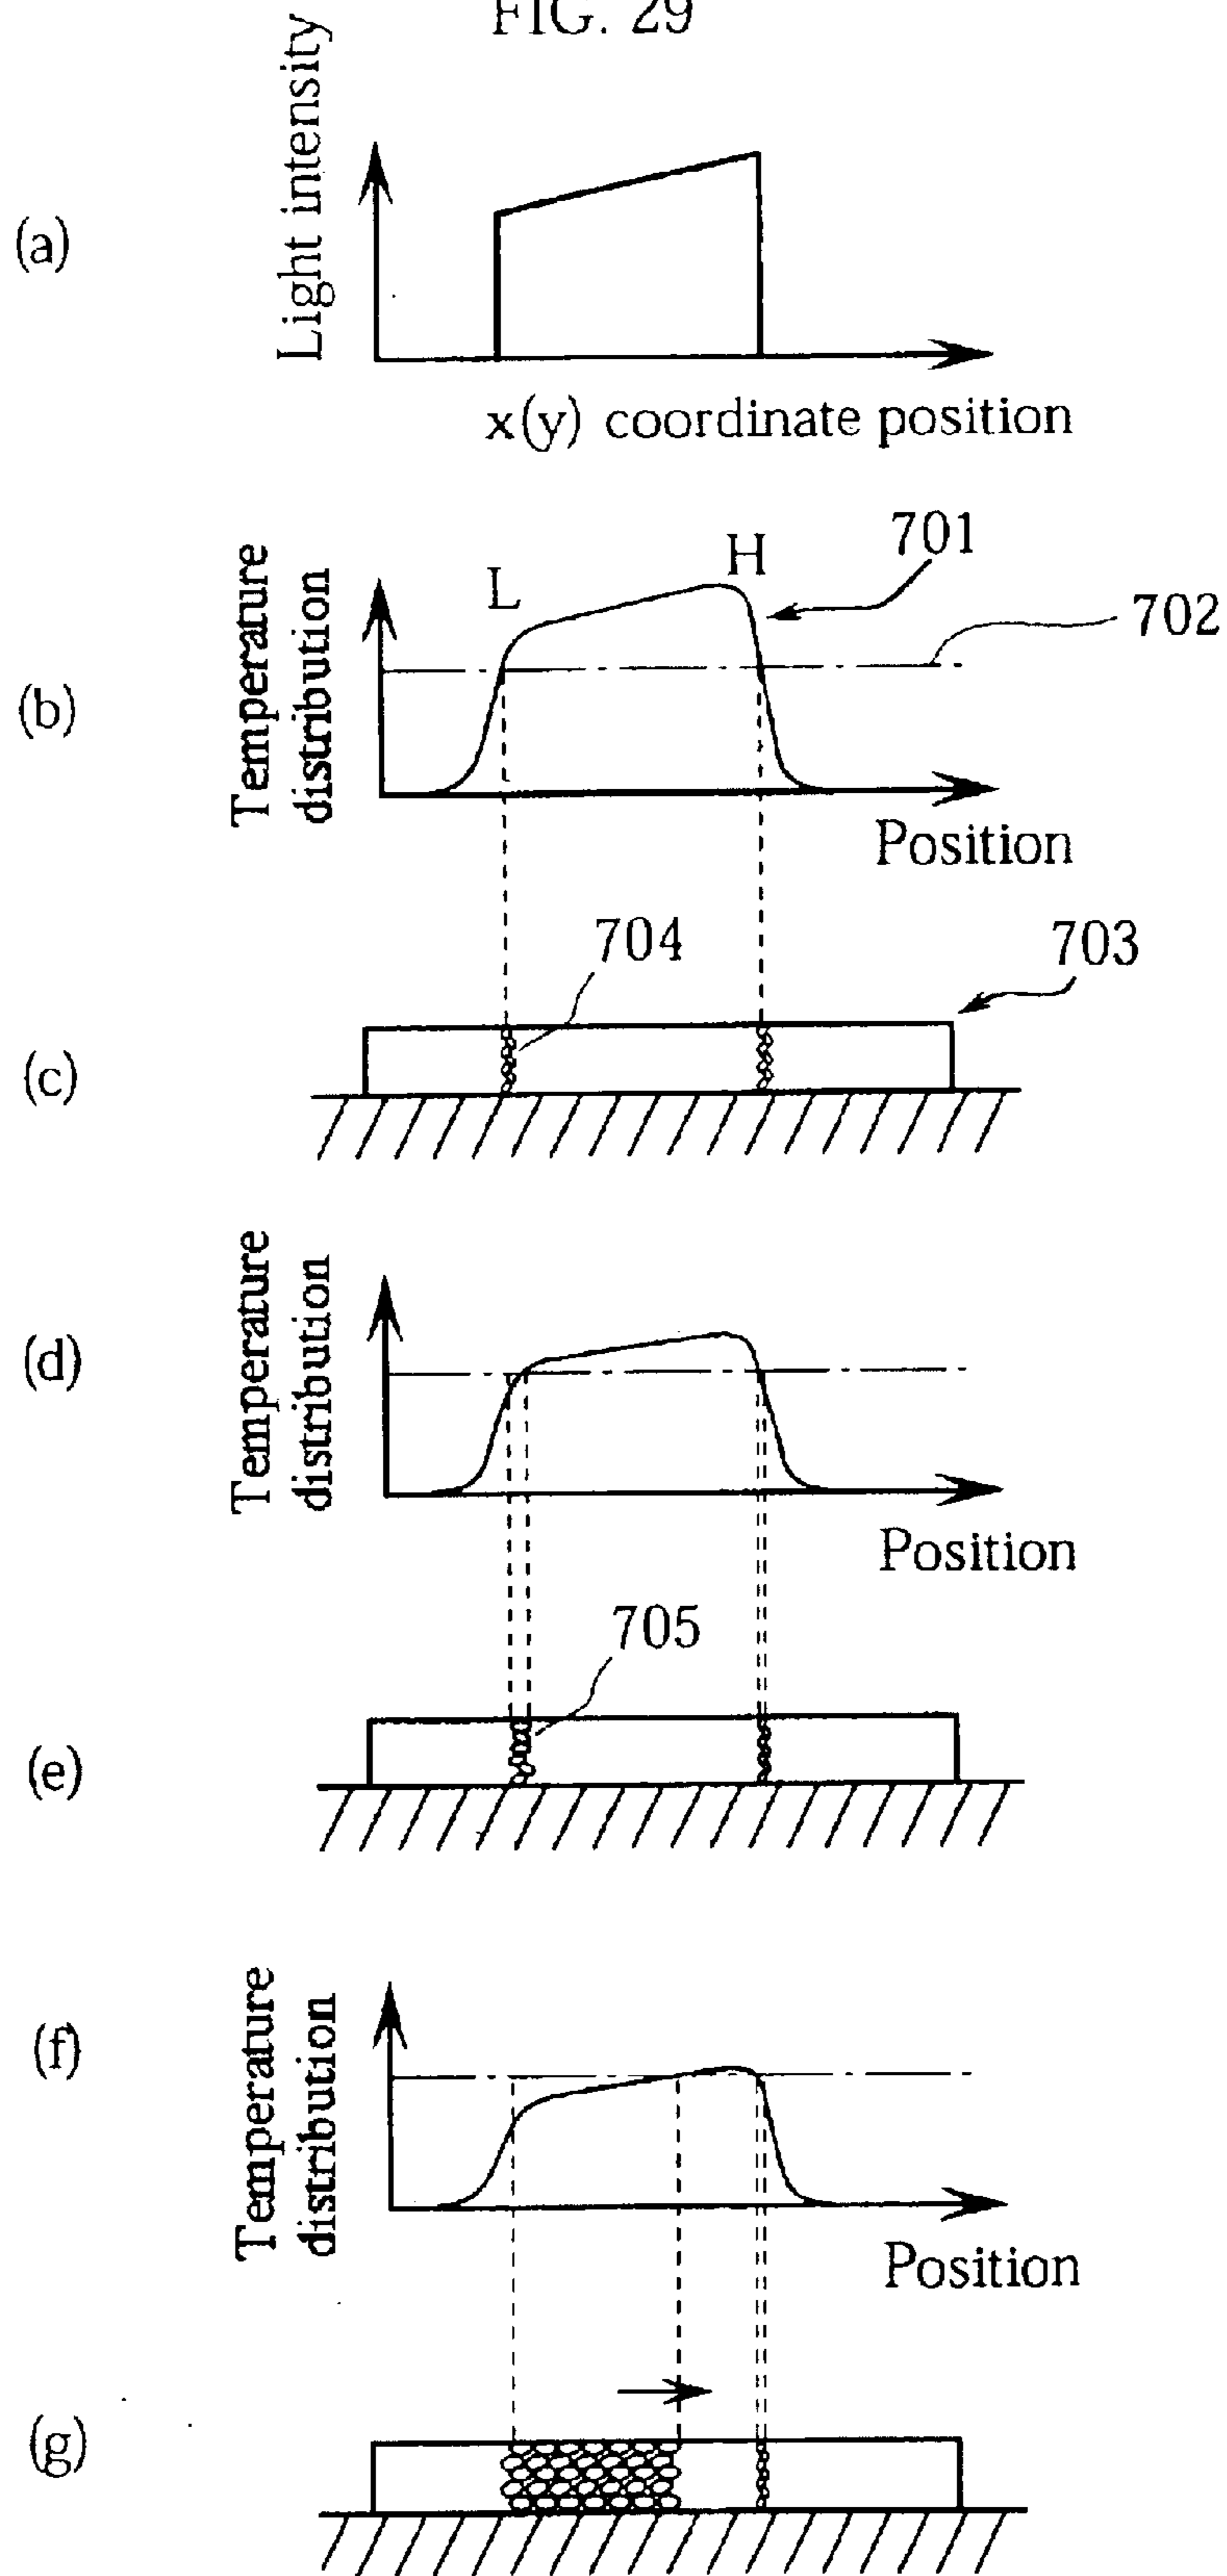 FIG. 29
(a)
Light intensity
x(y) coordinate position
(b)
Temperature
distribution
L
H
701
702
Position
(c)
704
703
(d)
Temperature
distribution
Position
(e)
705
(f)
Temperature
distribution
Position
(g)